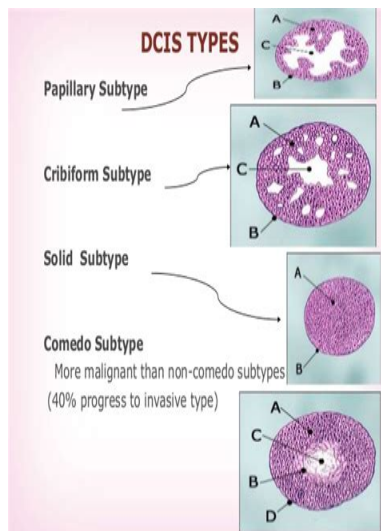 DCIS TYPES
A
C
B
Papillary Subtype
A
C
B
Cribiform Subtype
Solid Subtype
A
B
Comedo Subtype
More malignant than non-comedo subtypes
(40% progress to invasive type)
A
C
B
D